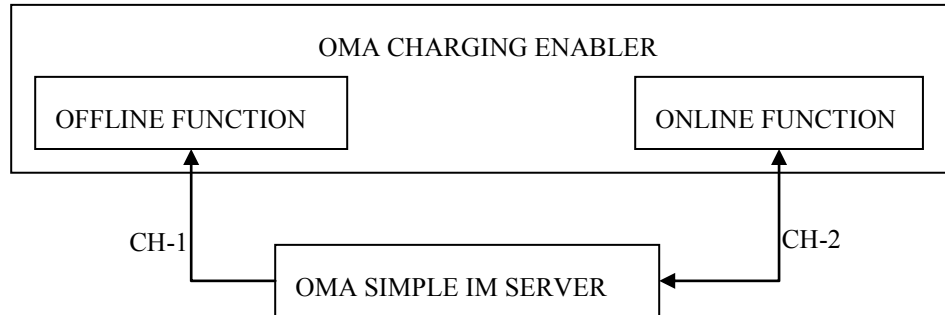 OMA CHARGING ENABLER
OFFLINE FUNCTION
ONLINE FUNCTION
CH-1
CH-2
OMA SIMPLE IM SERVER